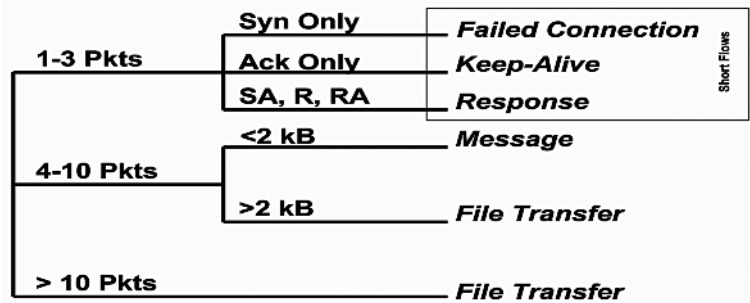 Syn Only
Failed Connection
1-3 Pkts
Ack Only
Keep-Alive
SA, R, RA
Response
Short Flows
<2 kB
Message
4-10 Pkts
>2 kB
File Transfer
> 10 Pkts
File Transfer